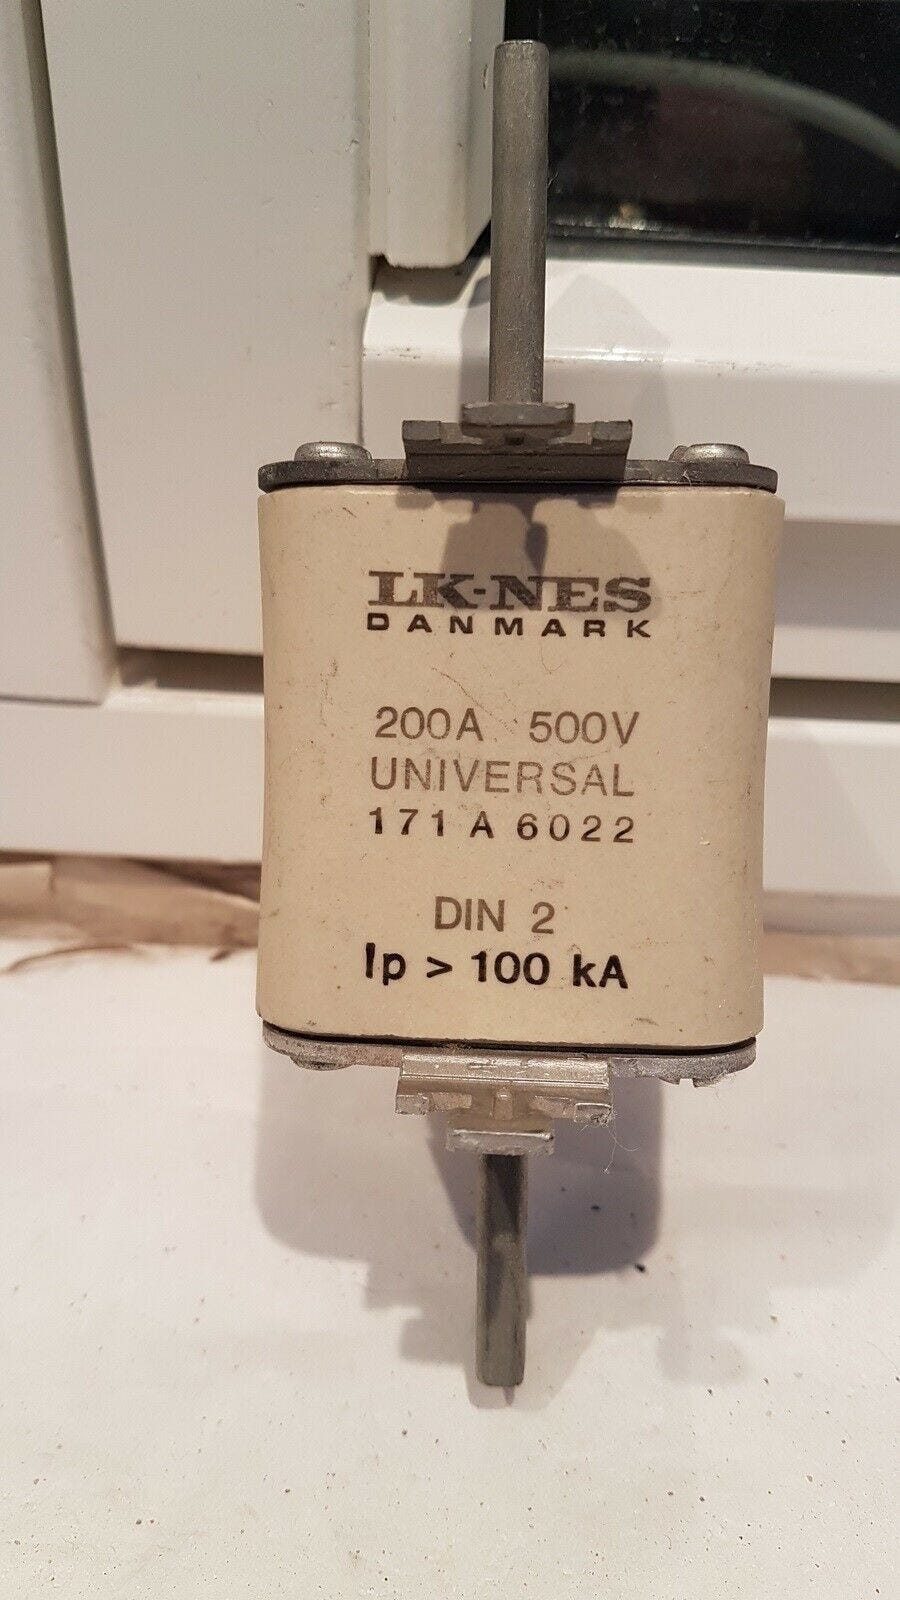 LK-NES
DANMARK
200A 500V
UNIVERSAL
171 A 6022
DIN 2
Ip > 100 kA